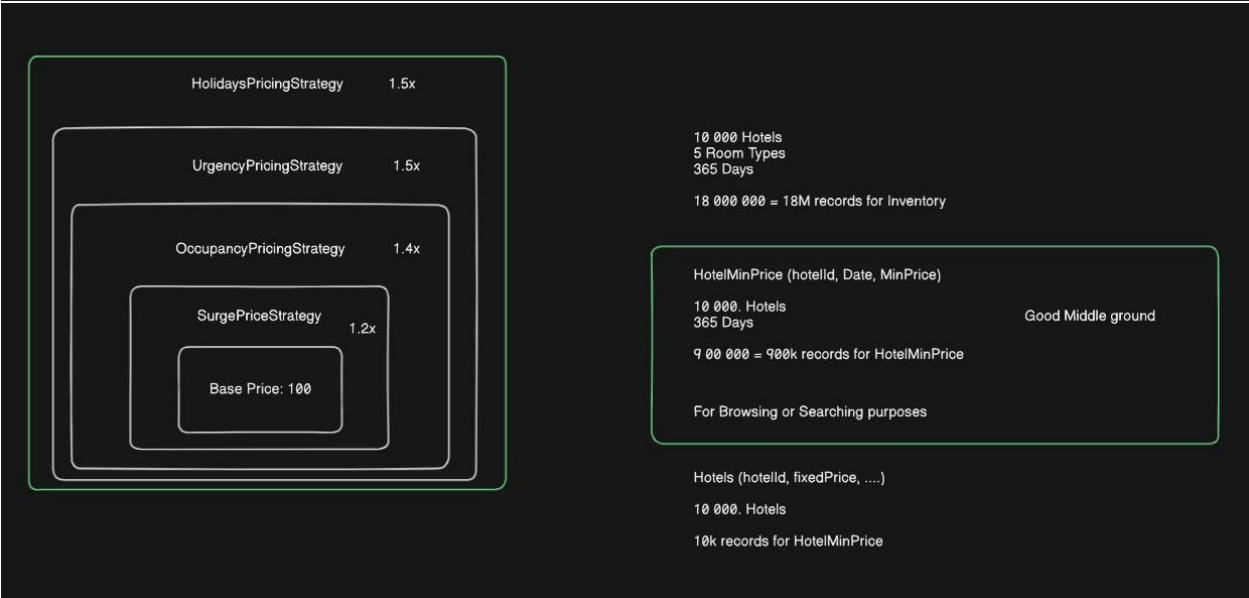 HolidaysPricingStrategy 1.5x
UrgencyPricingStrategy 1.5x
OccupancyPricingStrategy 1.4x
SurgePriceStrategy
1.2x
Base Price: 100
10 000 Hotels
5 Room Types
365 Days
18 000 000 = 18M records for Inventory
HotelMinPrice (hotelId, Date, MinPrice)
10 000. Hotels
365 Days
Good Middle ground
9 00 000 = 900k records for HotelMinPrice
For Browsing or Searching purposes
Hotels (hotelId, fixedPrice, ....)
10 000. Hotels
10k records for HotelMinPrice